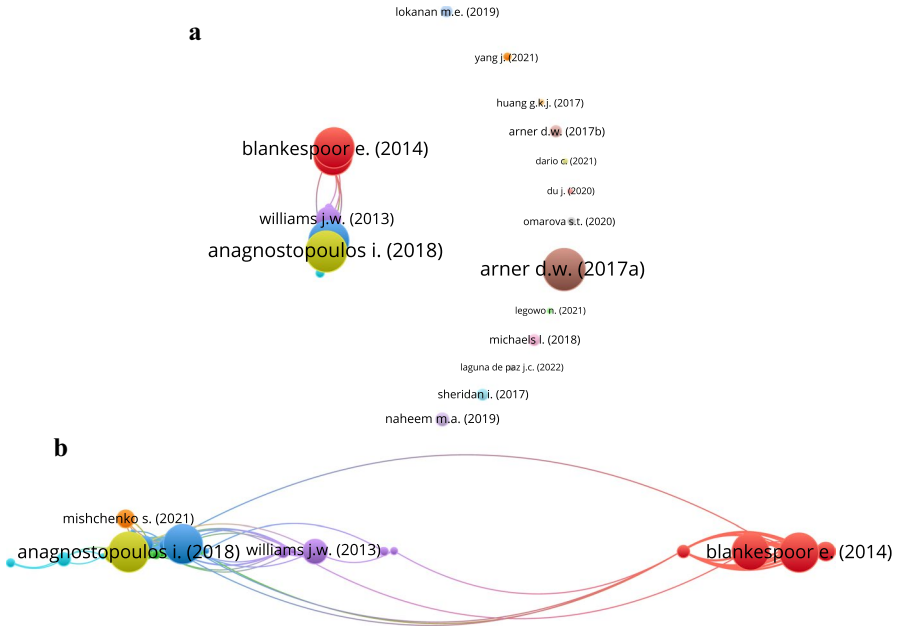 lokanan m.e. (2019)
a
yang j. (2021)
huang g.k.j. (2017)
arner d.w. (2017b)
blankespoor e. (2014)
dario c. (2021)
du j. (2020)
williams j.w. (2013)
omarova s.t. (2020)
anagnostopoulos i. (2018)
arner d.w. (2017a)
legowo n. (2021)
michaels l. (2018)
laguna de paz j.c. (2022)
sheridan i. (2017)
naheem m.a. (2019)
b
mishchenko s. (2021)
anagnostopoulos i. (2018) williams j.w. (2013) blankespoor e. (2014)